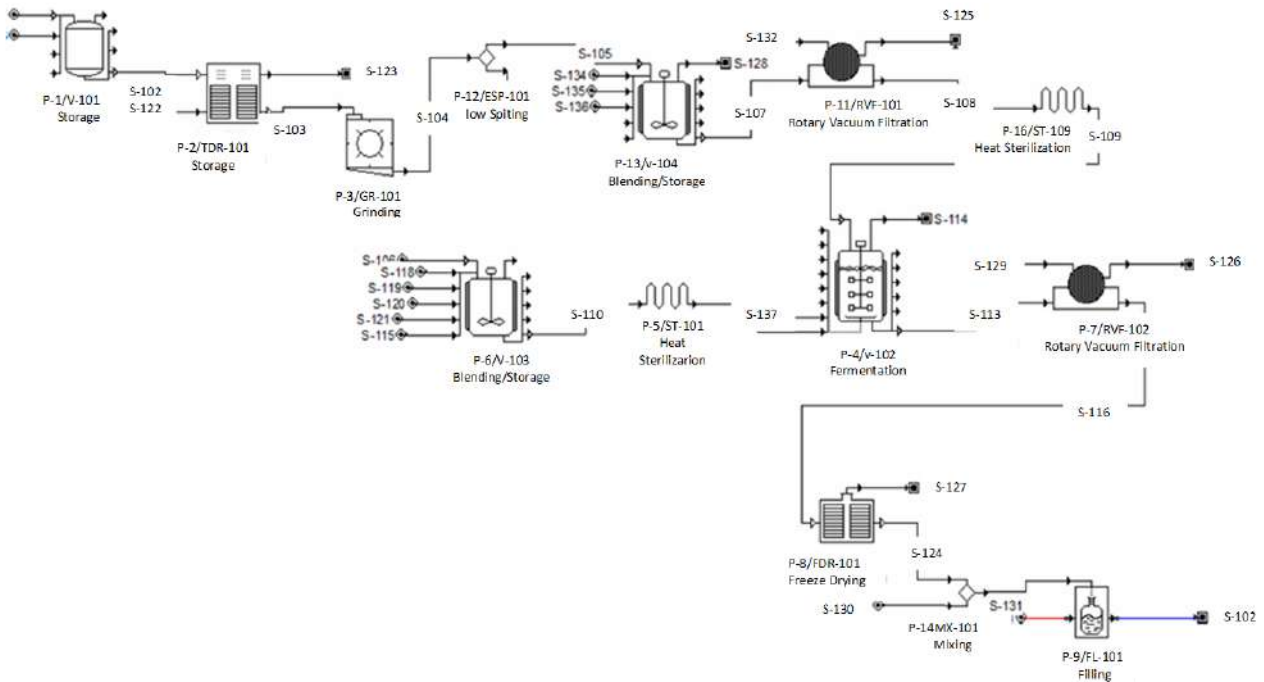 S-125
S-132
S-105
S-134
S-128
S-123
S-102
S-135
P-12/ESP-101
low Spiting
P-1/V-101
Storage
S-122
S-136
S-107
P-11/RVF-101
Rotary Vacuum Filtration
S-108
S-104
S-103
P-16/ST-109
Heat Sterilization
S-109
P-2/TDR-101
Storage
P-13/v-104
Blending/Storage
P-3/GR-101
Grinding
S-114
S-118
S-119
S-120
S-121
S-115
S-110
P-5/ST-101
Heat
Sterilizarion
S-137
S-129
S-126
S-113
P-6/V-103
Blending/Storage
P-4/v-102
Fermentation
P-7/RVF-102
Rotary Vacuum Filtration
S-116
S-127
P-8/FDR-101
Freeze Drying
S-124
S-130
S-131
S-102
P-14MX-101
Mixing
P-9/FL-101
Filling